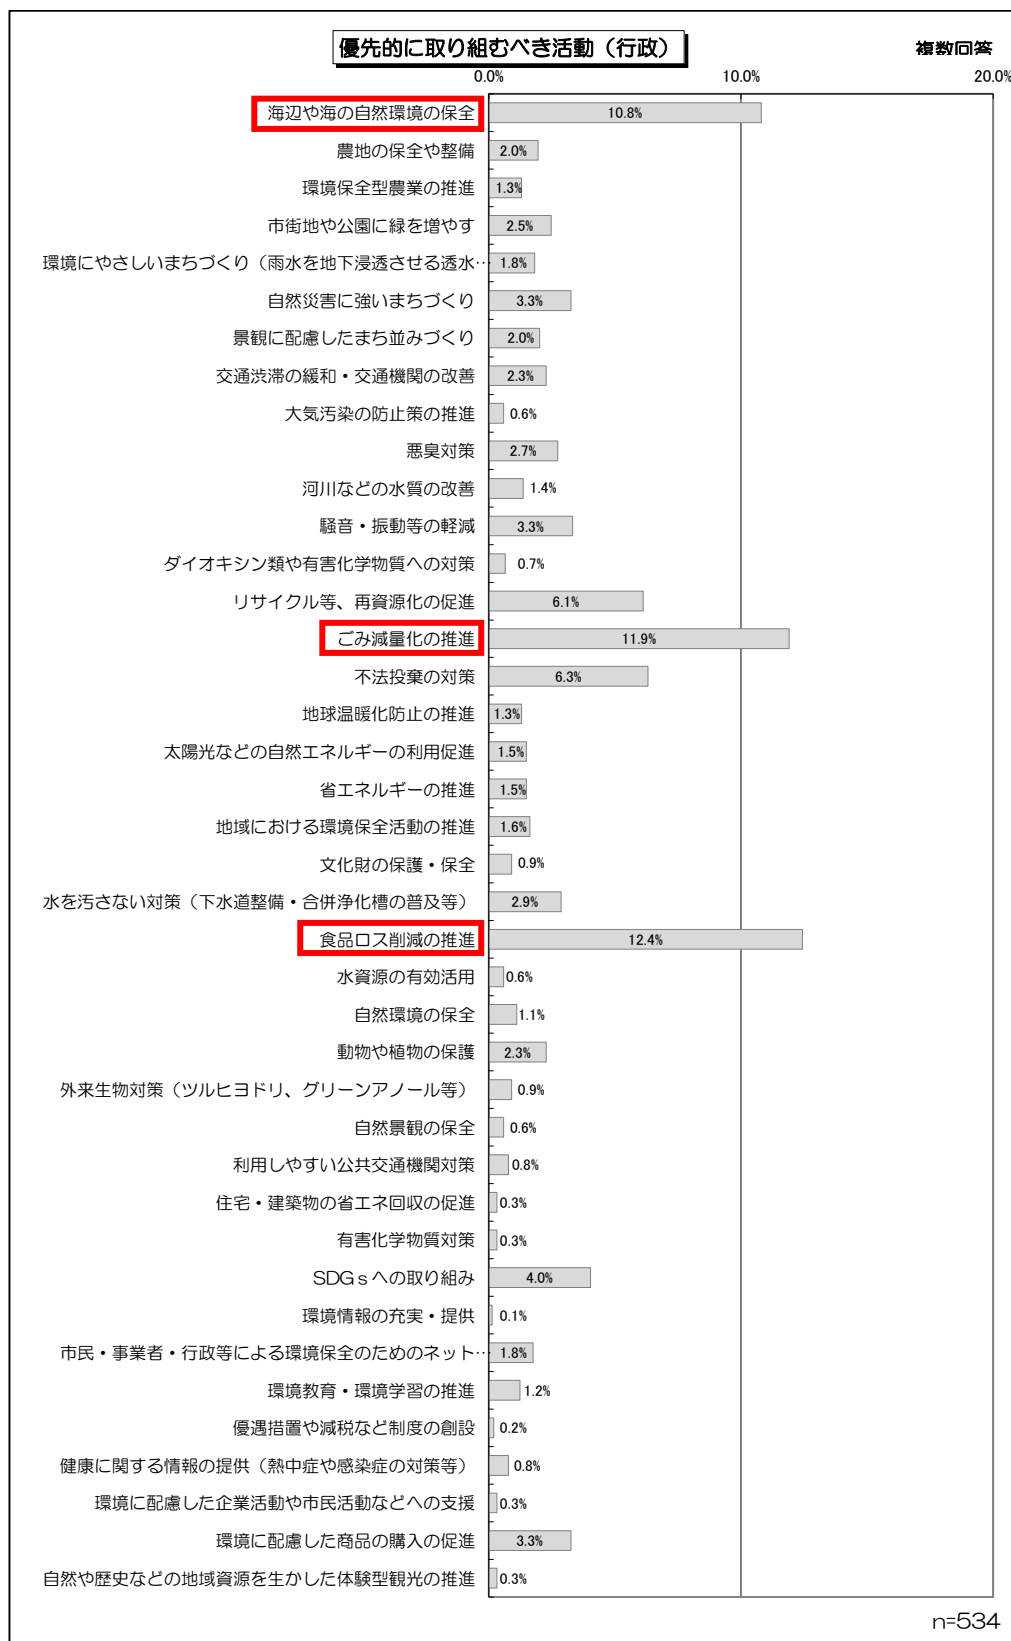 優先的に取り組むべき活動（行政）
複数回答
0.0% 10.0% 20.0%
海辺や海の自然環境の保全 10.8%
農地の保全や整備 2.0%
環境保全型農業の推進 1.3%
市街地や公園に緑を増やす 2.5%
環境にやさしいまちづくり（雨水を地下浸透させる透水… 1.8%
自然災害に強いまちづくり 3.3%
景観に配慮したまち並みづくり 2.0%
交通渋滞の緩和・交通機関の改善 2.3%
大気汚染の防止策の推進 0.6%
悪臭対策 2.7%
河川などの水質の改善 1.4%
騒音・振動等の軽減 3.3%
ダイオキシン類や有害化学物質への対策 0.7%
リサイクル等、再資源化の促進 6.1%
ごみ減量化の推進 11.9%
不法投棄の対策 6.3%
地球温暖化防止の推進 1.3%
太陽光などの自然エネルギーの利用促進 1.5%
省エネルギーの推進 1.5%
地域における環境保全活動の推進 1.6%
文化財の保護・保全 0.9%
水を汚さない対策（下水道整備・合併浄化槽の普及等） 2.9%
食品ロス削減の推進 12.4%
水資源の有効活用 0.6%
自然環境の保全 1.1%
動物や植物の保護 2.3%
外来生物対策（ツルヒヨドリ、グリーンアノール等） 0.9%
自然景観の保全 0.6%
利用しやすい公共交通機関対策 0.8%
住宅・建築物の省エネ回収の促進 0.3%
有害化学物質対策 0.3%
SDGｓへの取り組み 4.0%
環境情報の充実・提供 0.1%
市民・事業者・行政等による環境保全のためのネット… 1.8%
環境教育・環境学習の推進 1.2%
優遇措置や減税など制度の創設 0.2%
健康に関する情報の提供（熱中症や感染症の対策等） 0.8%
環境に配慮した企業活動や市民活動などへの支援 0.3%
環境に配慮した商品の購入の促進 3.3%
自然や歴史などの地域資源を生かした体験型観光の推進 0.3%
n=534